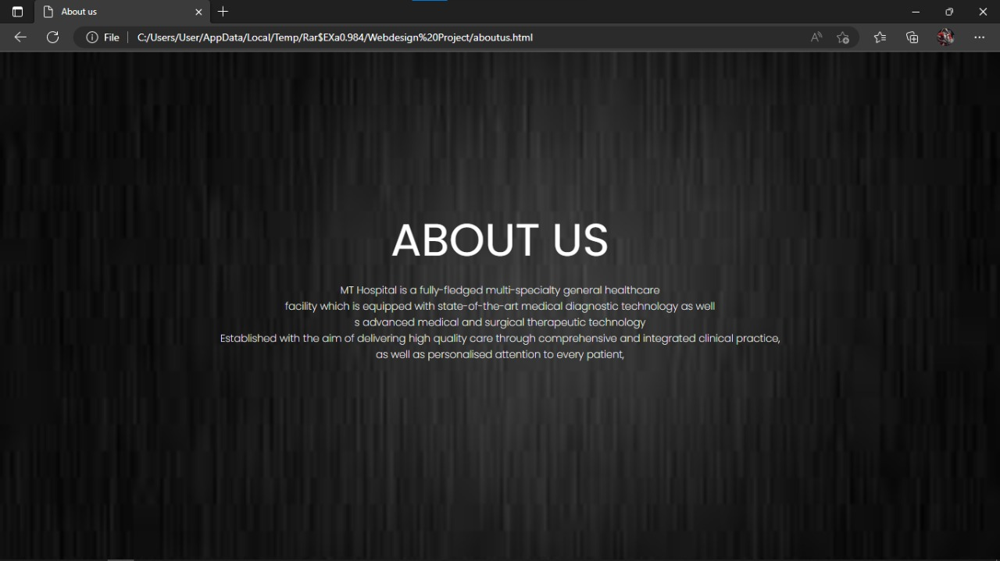 About us
File
C:/Users/User/AppData/Local/Temp/Rar$EXa0.984/Webdesign%20Project/aboutus.html
ABOUT US
MT Hospital is a fully-fledged multi-specialty general healthcare
facility which is equipped with state-of-the-art medical diagnostic technology as well
s advanced medical and surgical therapeutic technology
Established with the aim of delivering high quality care through comprehensive and integrated clinical practice,
as well as personalised attention to every patient,